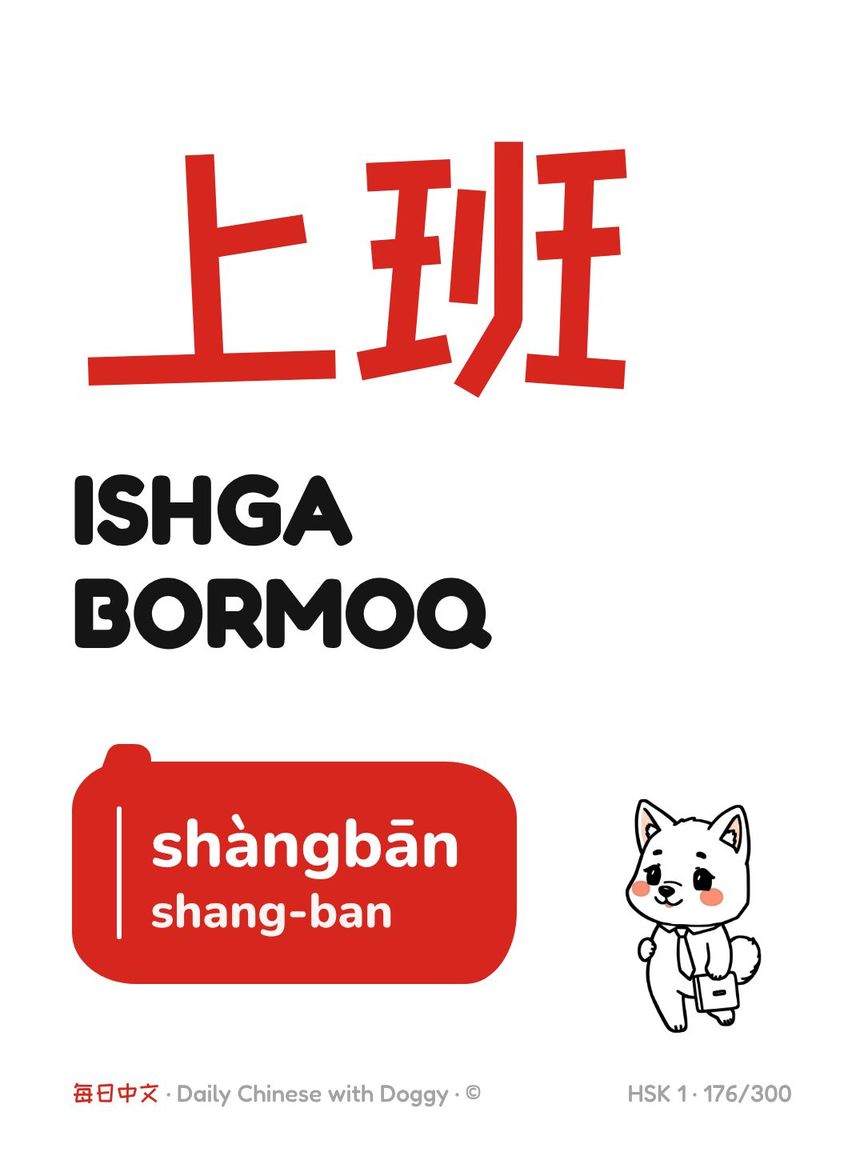 上班
ISHGA
BORMOQ
shàngbān
shang-ban
每日中文 · Daily Chinese with Doggy · ©
HSK 1 · 176/300